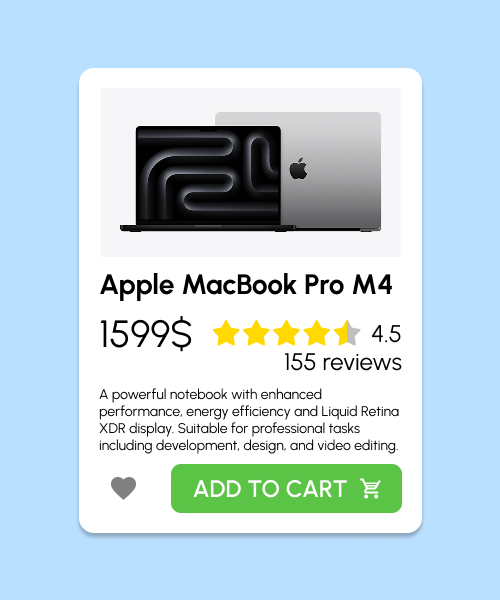 Apple MacBook Pro M4
1599$
4.5
155 reviews
A powerful notebook with enhanced
performance, energy efficiency and Liquid Retina
XDR display. Suitable for professional tasks
including development, design, and video editing.
ADD TO CART